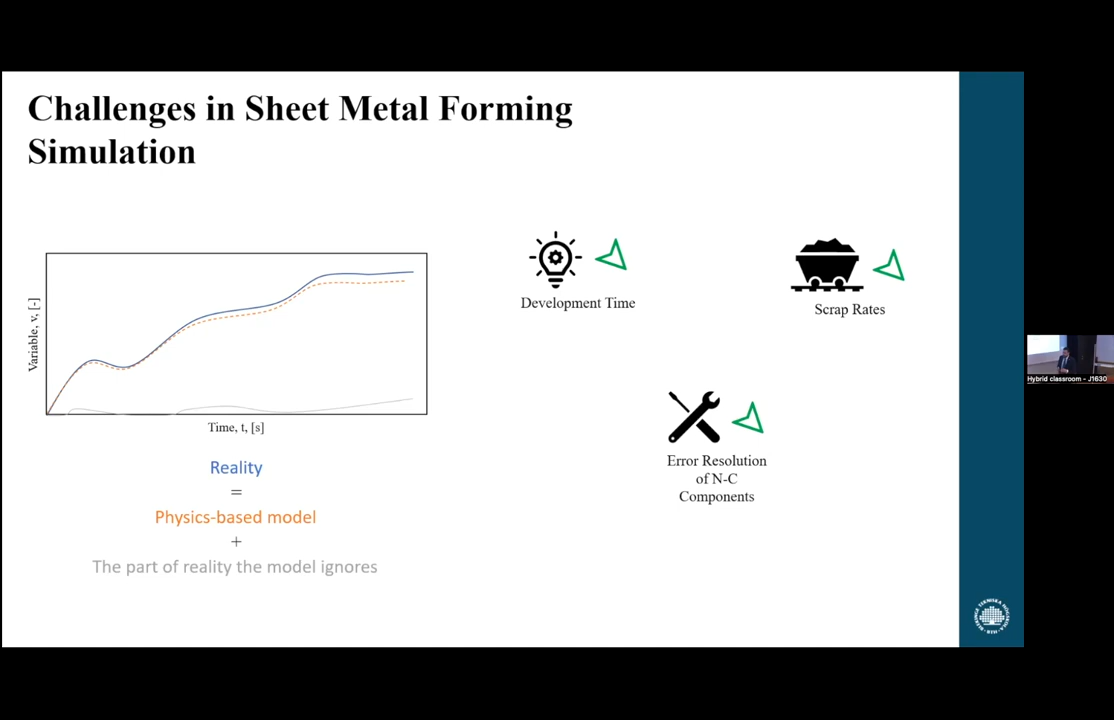 Challenges in Sheet Metal Forming
Simulation
Variable, v, [-]
Time, t, [s]
Reality
=
Physics-based model
+
The part of reality the model ignores
Development Time
Scrap Rates
Error Resolution
of N-C
Components
Hybrid classroom - J1630